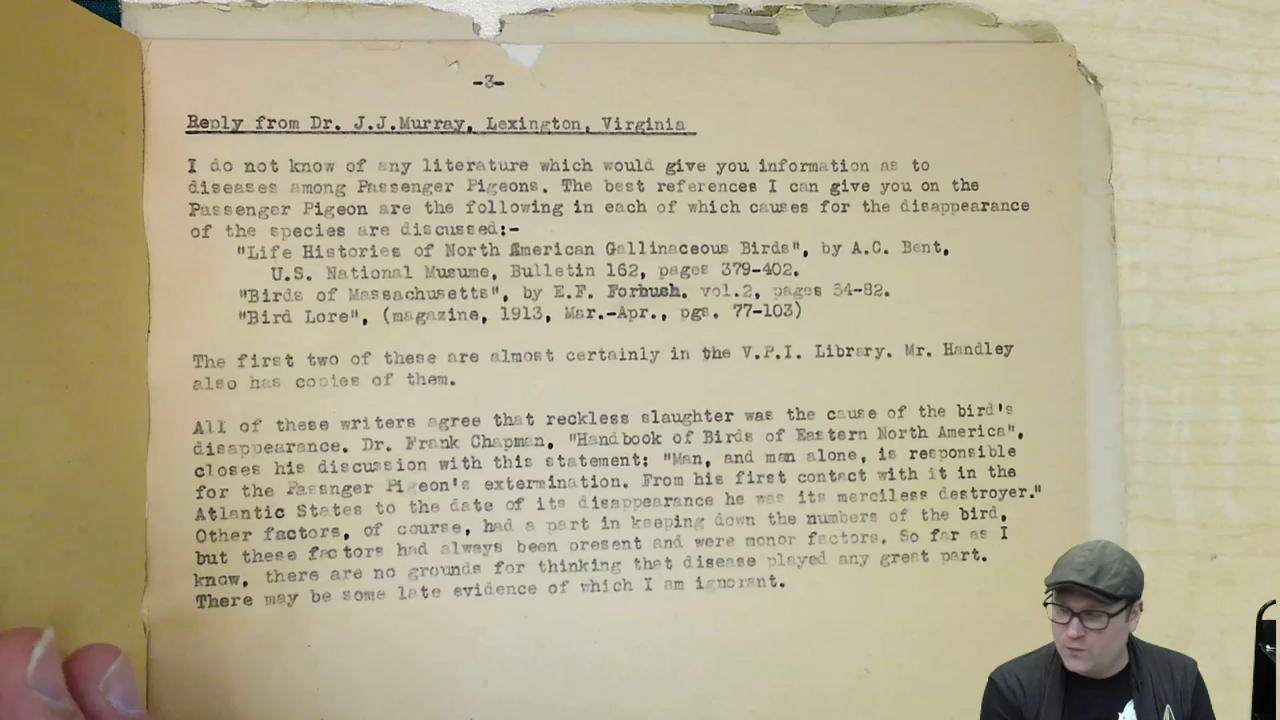 -3-
Reply from Dr. J.J.Murray, Lexington, Virginia
I do not know of any literature which would give you information as to
diseases among Passenger Pigeons. The best references I can give you on the
Passenger Pigeon are the following in each of which causes for the disappearance
of the species are discussed:-
"Life Histories of North American Gallinaceous Birds", by A.C. Bent,
U.S. National Musume, Bulletin 162, pages 379-402.
"Birds of Massachusetts", by E.F. Forbush. vol.2, pages 54-82.
"Bird Lore", (magazine, 1913, Mar.-Apr., pgs. 77-103)
The first two of these are almost certainly in the V.P.I. Library. Mr. Handley
also has copies of them.
All of these writers agree that reckless slaughter was the cause of the bird's
disappearance. Dr. Frank Chapman, "Handbook of Birds of Eastern North America",
closes his discussion with this statement: "Man, and man alone, is responsible
for the Passnger Pigeon's extermination. From his first contact with it in the
Atlantic States to the date of its disappearance he was its merciless destroyer."
Other factors, of course, had a part in keeping down the numbers of the bird,
but these factors had always been present and were monor factors. So far as I
know, there are no grounds for thinking that disease played any great part.
There may be some late evidence of which I am ignorant.